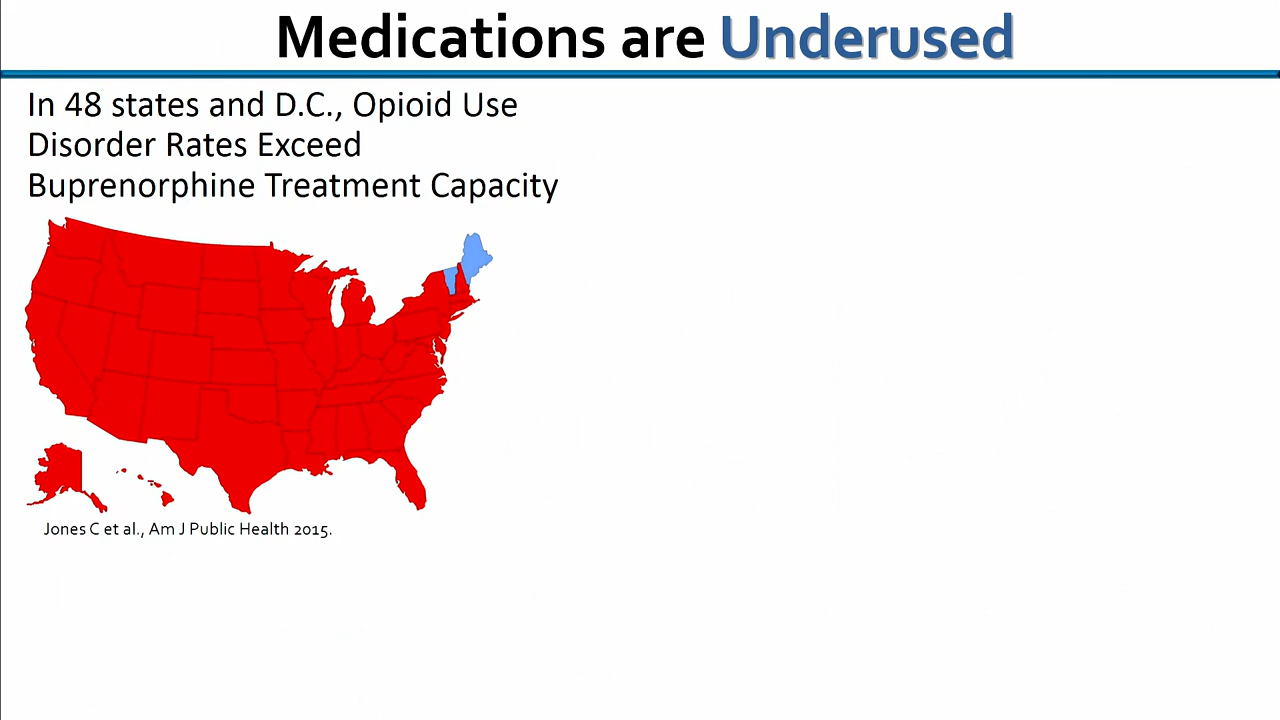 Medications are Underused
In 48 states and D.C., Opioid Use
Disorder Rates Exceed
Buprenorphine Treatment Capacity
Jones C et al., Am J Public Health 2015.